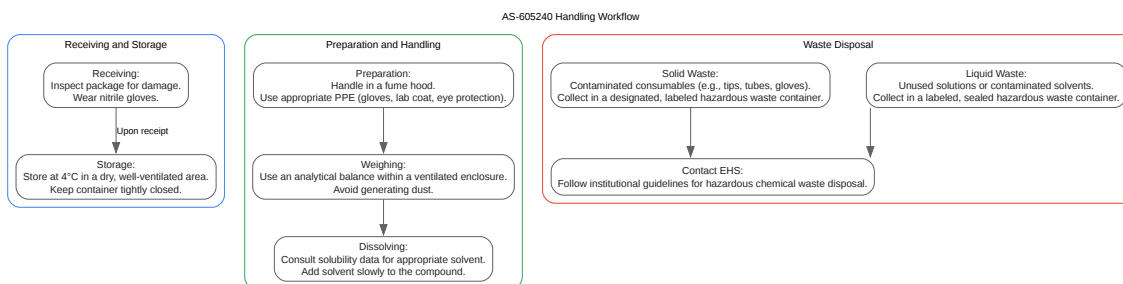 AS-605240 Handling Workflow
Receiving and Storage
Receiving:
Inspect package for damage.
Wear nitrile gloves.
Upon receipt
Storage:
Store at 4°C in a dry, well-ventilated area.
Keep container tightly closed.
Preparation and Handling
Preparation:
Handle in a fume hood.
Use appropriate PPE (gloves, lab coat, eye protection).
Weighing:
Use an analytical balance within a ventilated enclosure.
Avoid generating dust.
Dissolving:
Consult solubility data for appropriate solvent.
Add solvent slowly to the compound.
Waste Disposal
Solid Waste:
Contaminated consumables (e.g., tips, tubes, gloves).
Collect in a designated, labeled hazardous waste container.
Liquid Waste:
Unused solutions or contaminated solvents.
Collect in a labeled, sealed hazardous waste container.
Contact EHS:
Follow institutional guidelines for hazardous chemical waste disposal.